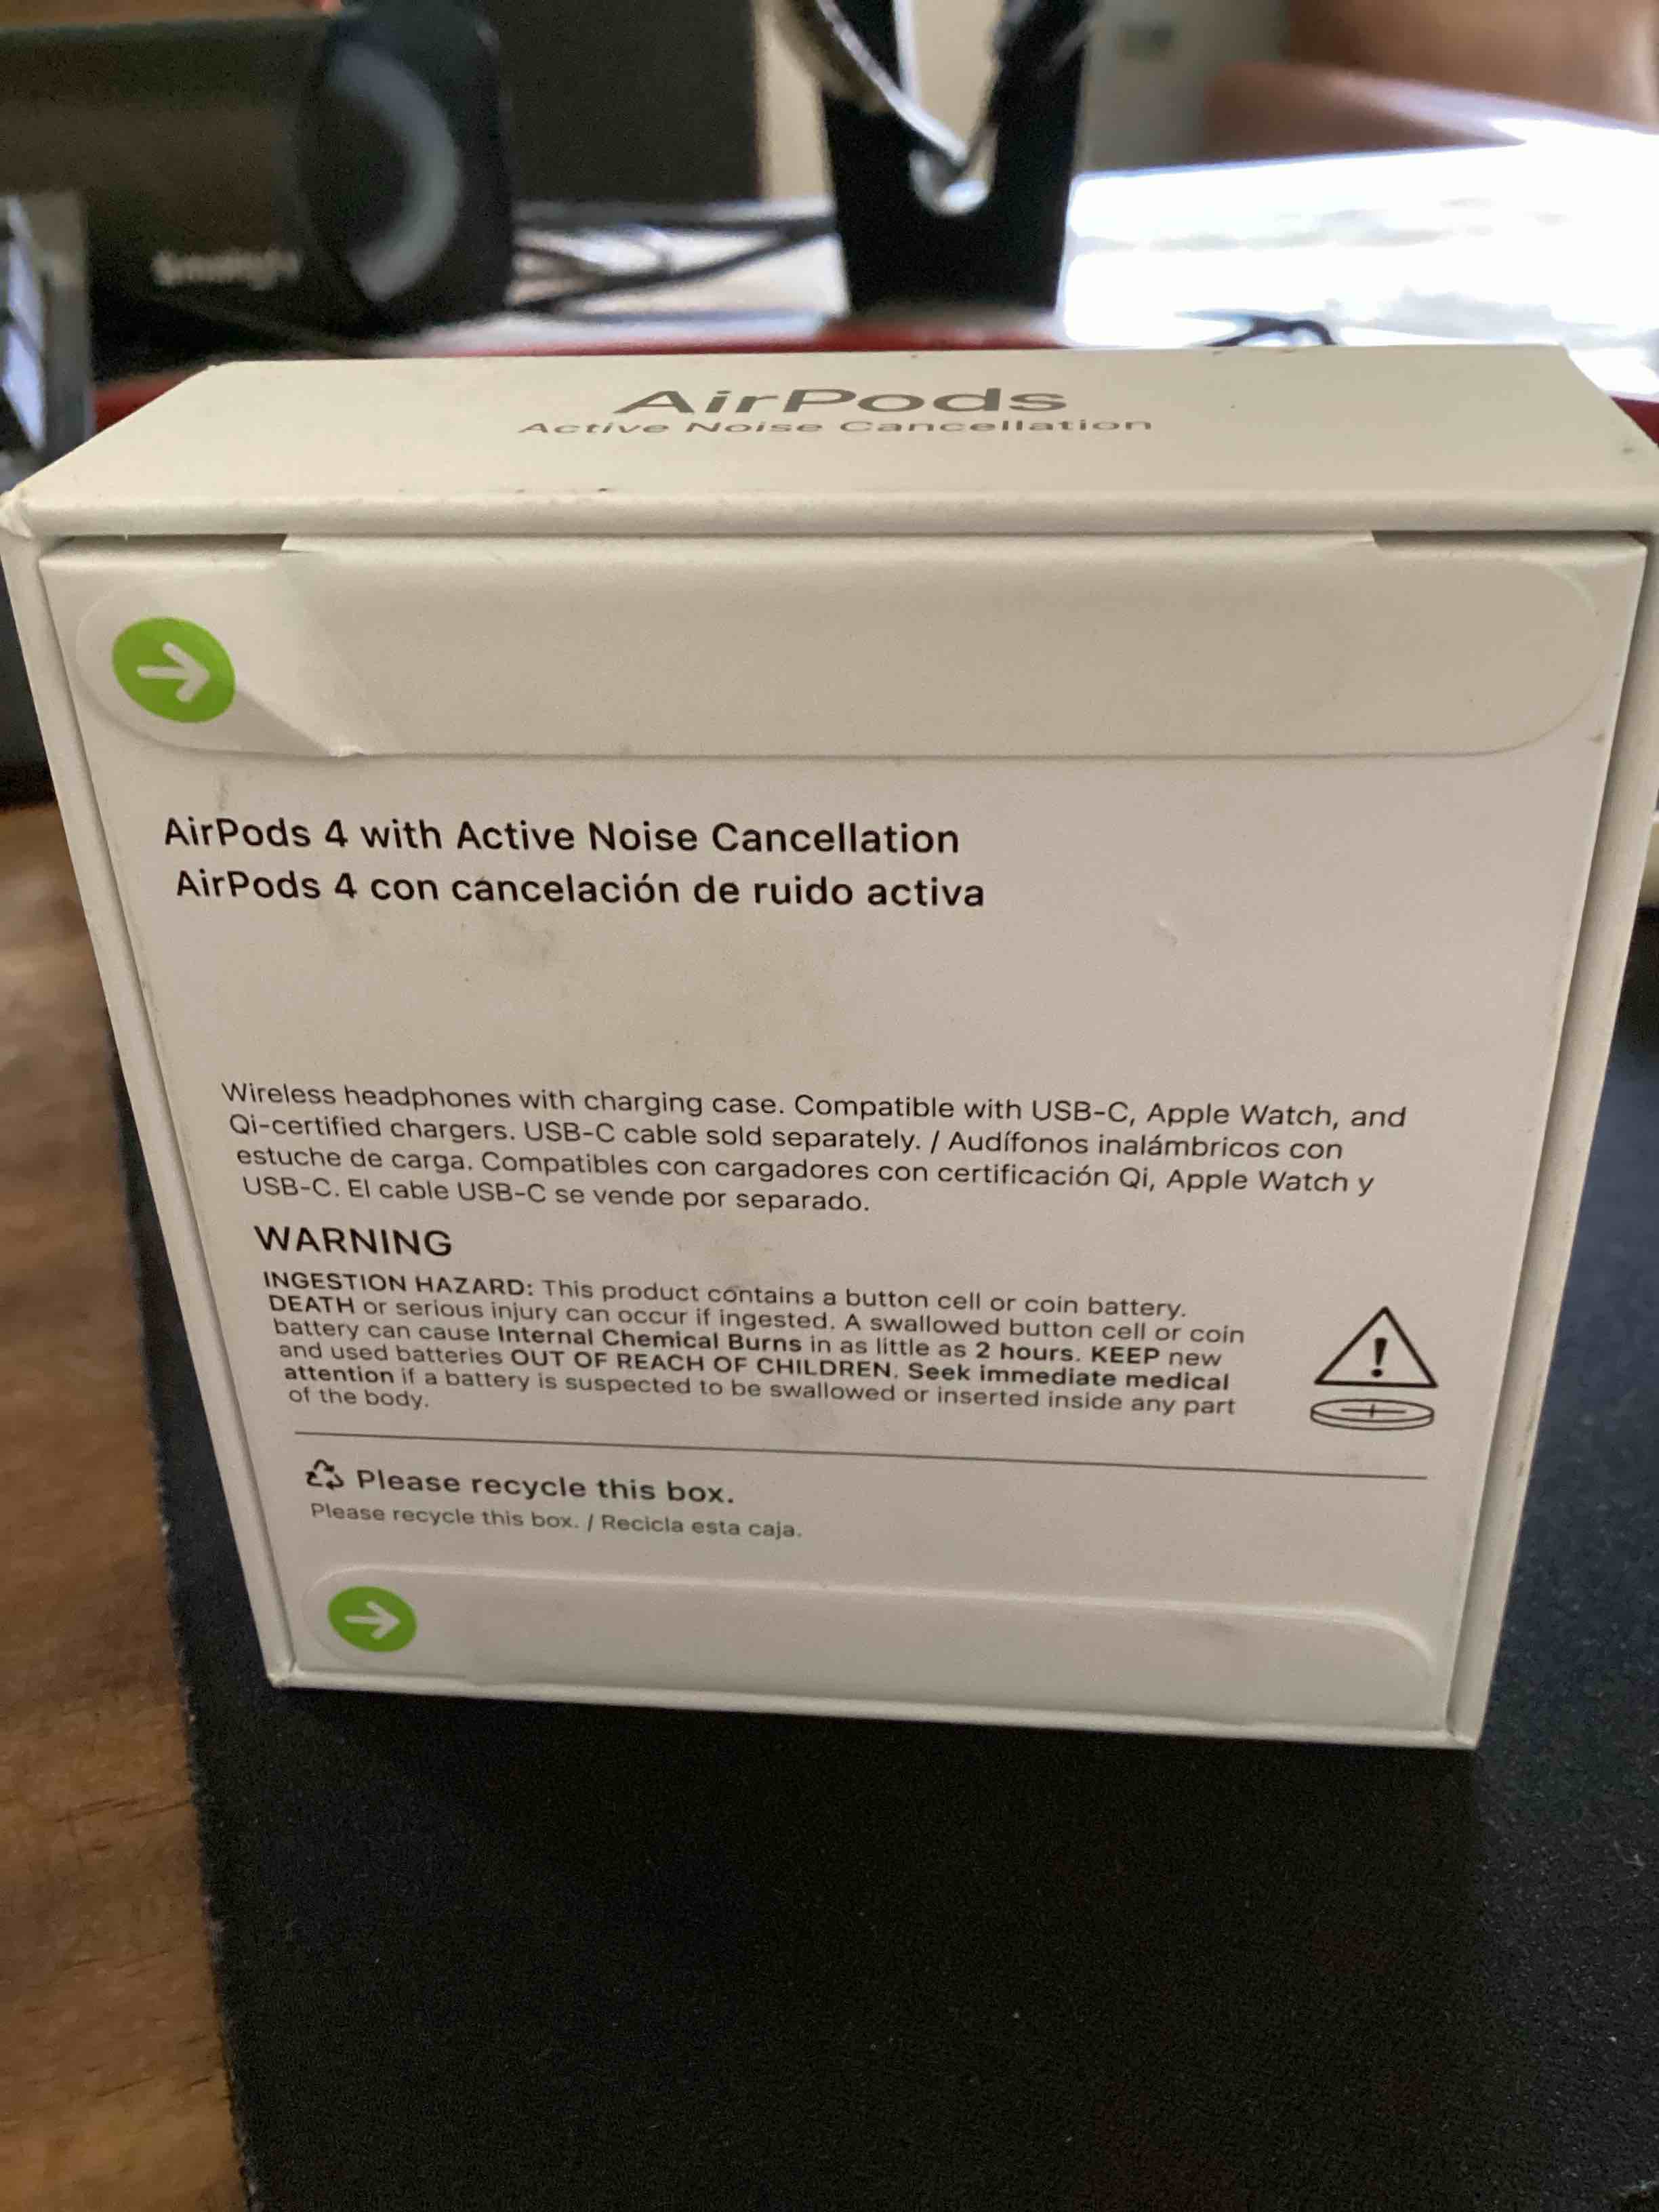 AirPods
Active Noise Cancellation
AirPods 4 with Active Noise Cancellation
AirPods 4 con cancelación de ruido activa
Wireless headphones with charging case. Compatible with USB-C, Apple Watch, and
Qi-certified chargers. USB-C cable sold separately. / Audífonos inalámbricos con
estuche de carga. Compatibles con cargadores con certificación Qi, Apple Watch y
USB-C. El cable USB-C se vende por separado.
WARNING
INGESTION HAZARD: This product contains a button cell or coin battery.
DEATH or serious injury can occur if ingested. A swallowed button cell or coin
battery can cause Internal Chemical Burns in as little as 2 hours. KEEP new
and used batteries OUT OF REACH OF CHILDREN. Seek immediate medical
attention if a battery is suspected to be swallowed or inserted inside any part
of the body.
Please recycle this box.
Please recycle this box. / Recicla esta caja.